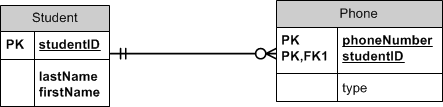 Student
PK studentID
lastName
firstName
Phone
PK phoneNumber
PK,FK1 studentID
type